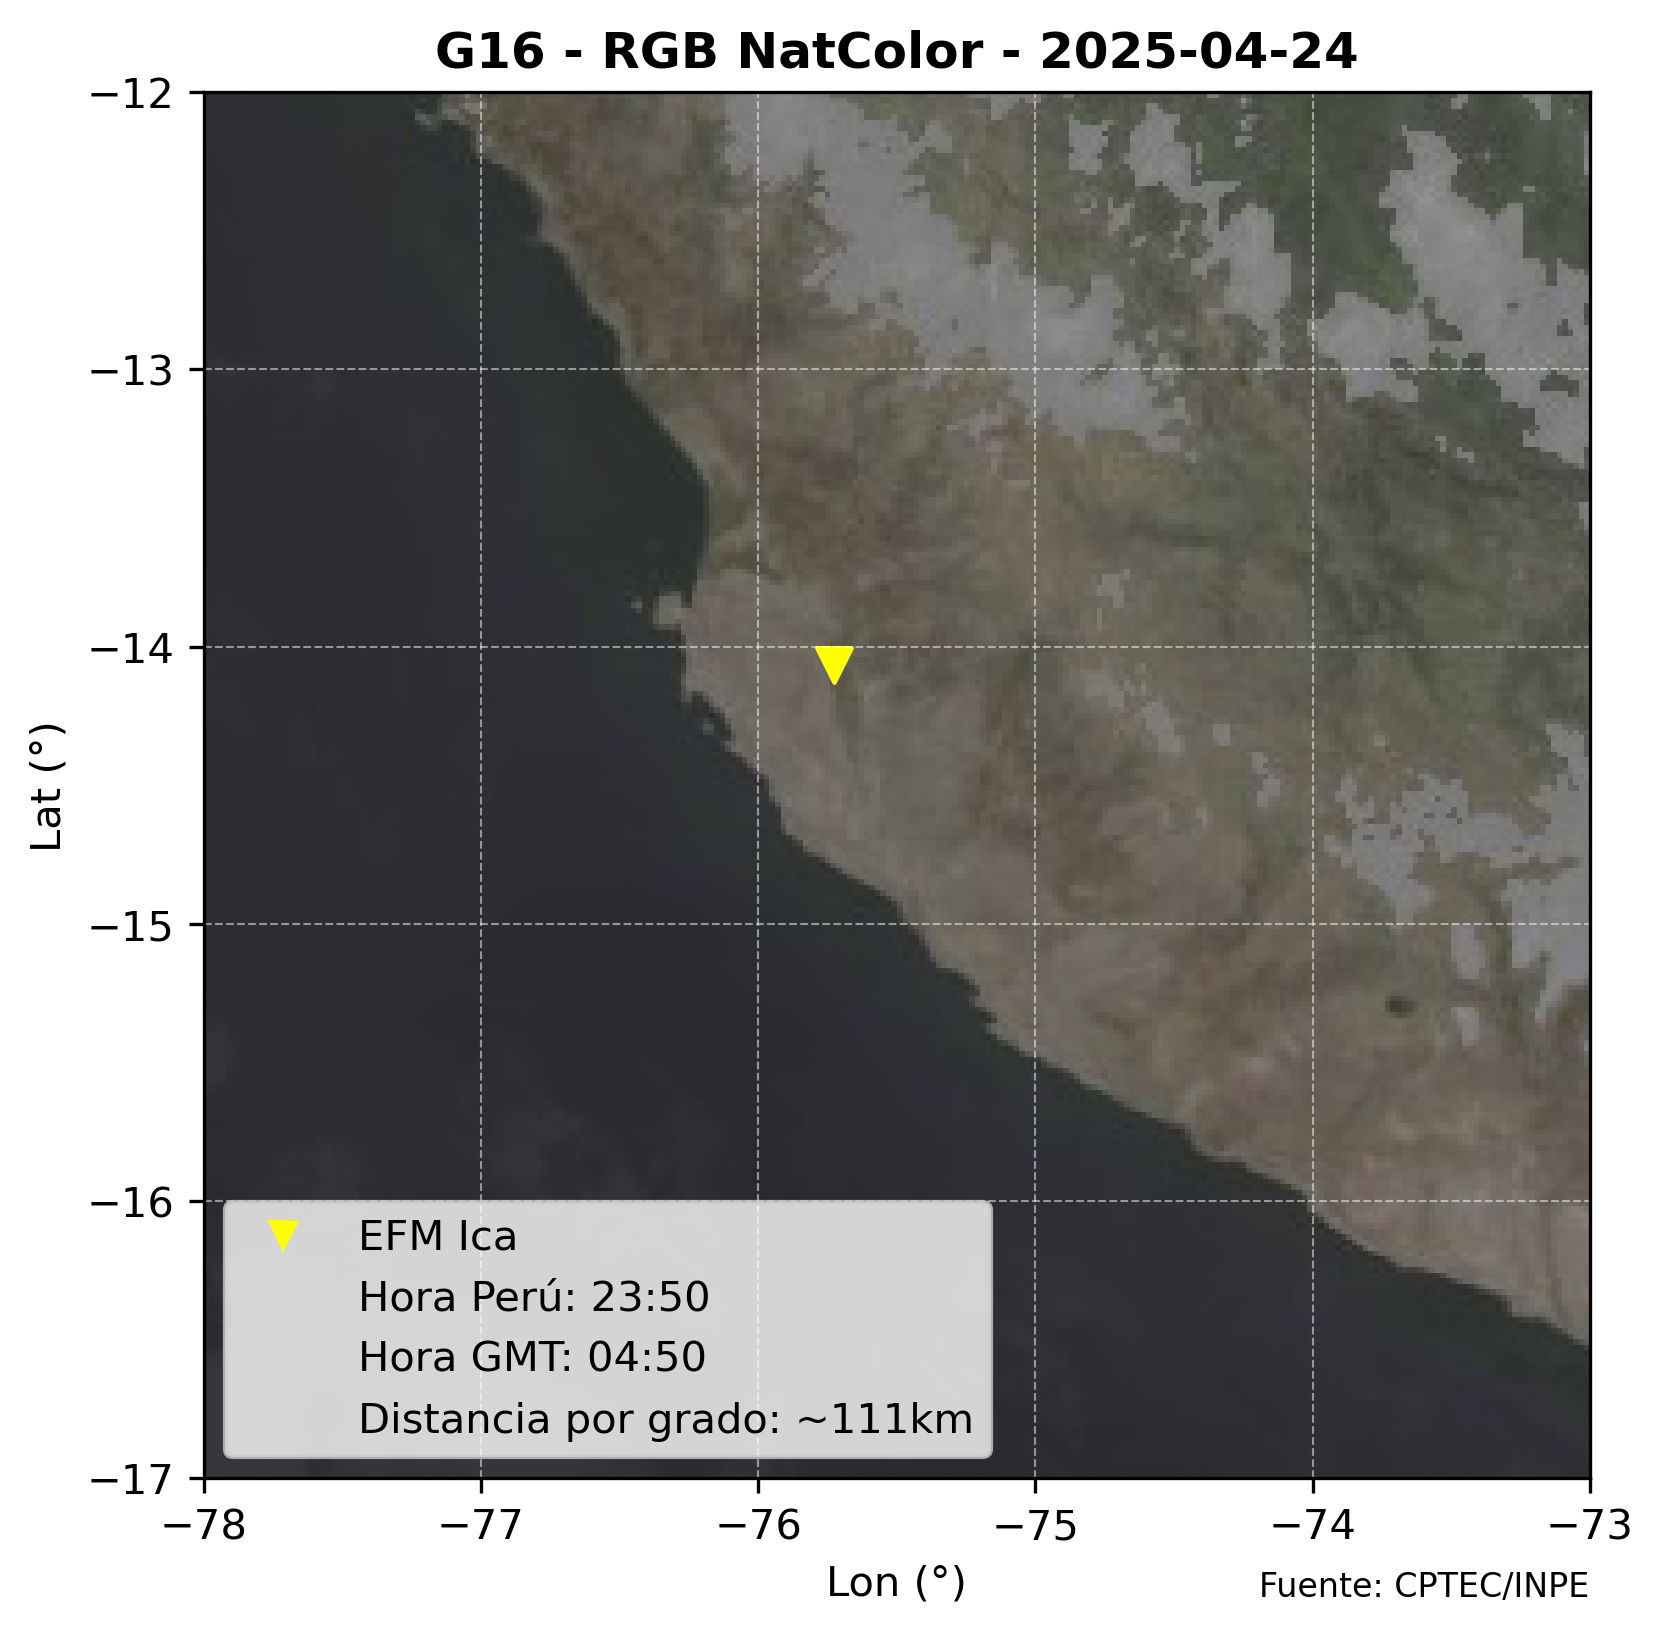 G16 - RGB NatColor - 2025-04-24
−12
−13
−14
−15
−16
−17
Lat (°)
EFM Ica
Hora Perú: 23:50
Hora GMT: 04:50
Distancia por grado: ~111km
−78 −77 −76 −75 −74 −73
Lon (°)
Fuente: CPTEC/INPE